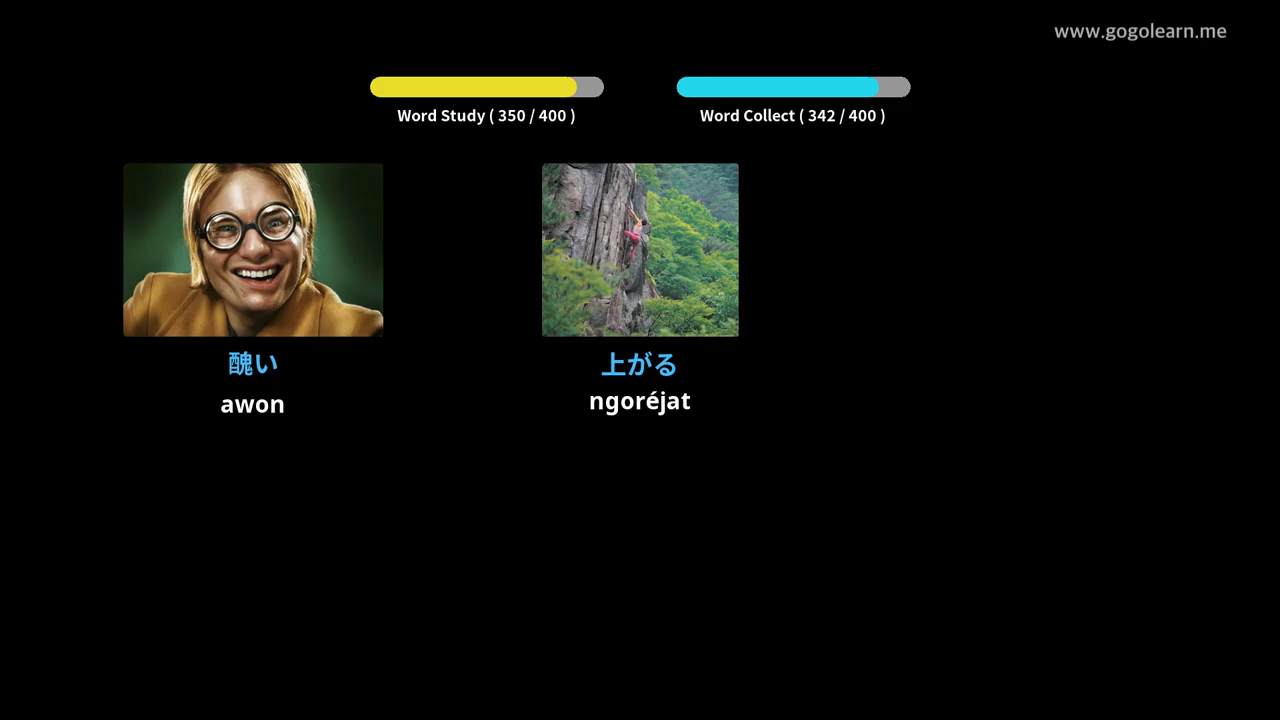 www.gogolearn.me
Word Study ( 350 / 400 )
Word Collect ( 342 / 400 )
醜い
awon
上がる
ngoréjat